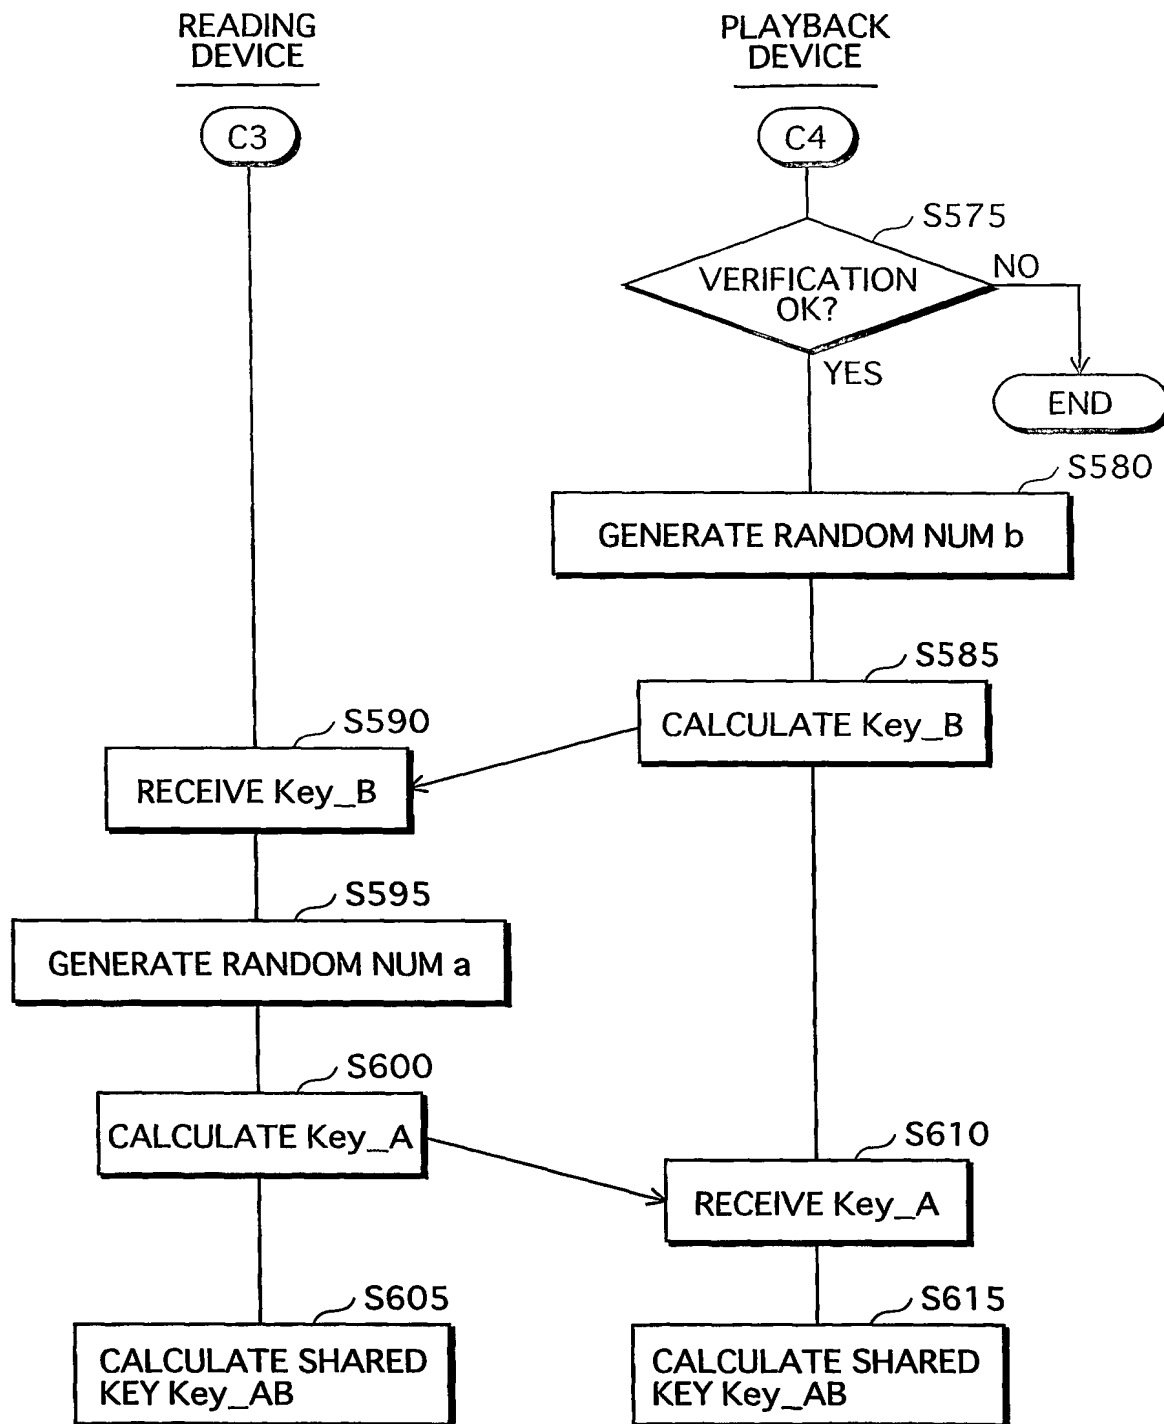 READING
DEVICE
PLAYBACK
DEVICE
C3
C4
S575
VERIFICATION
OK?
NO
YES
END
S580
GENERATE RANDOM NUM b
S585
CALCULATE Key_B
S590
RECEIVE Key_B
S595
GENERATE RANDOM NUM a
S600
CALCULATE Key_A
S610
RECEIVE Key_A
S605
CALCULATE SHARED
KEY Key_AB
S615
CALCULATE SHARED
KEY Key_AB